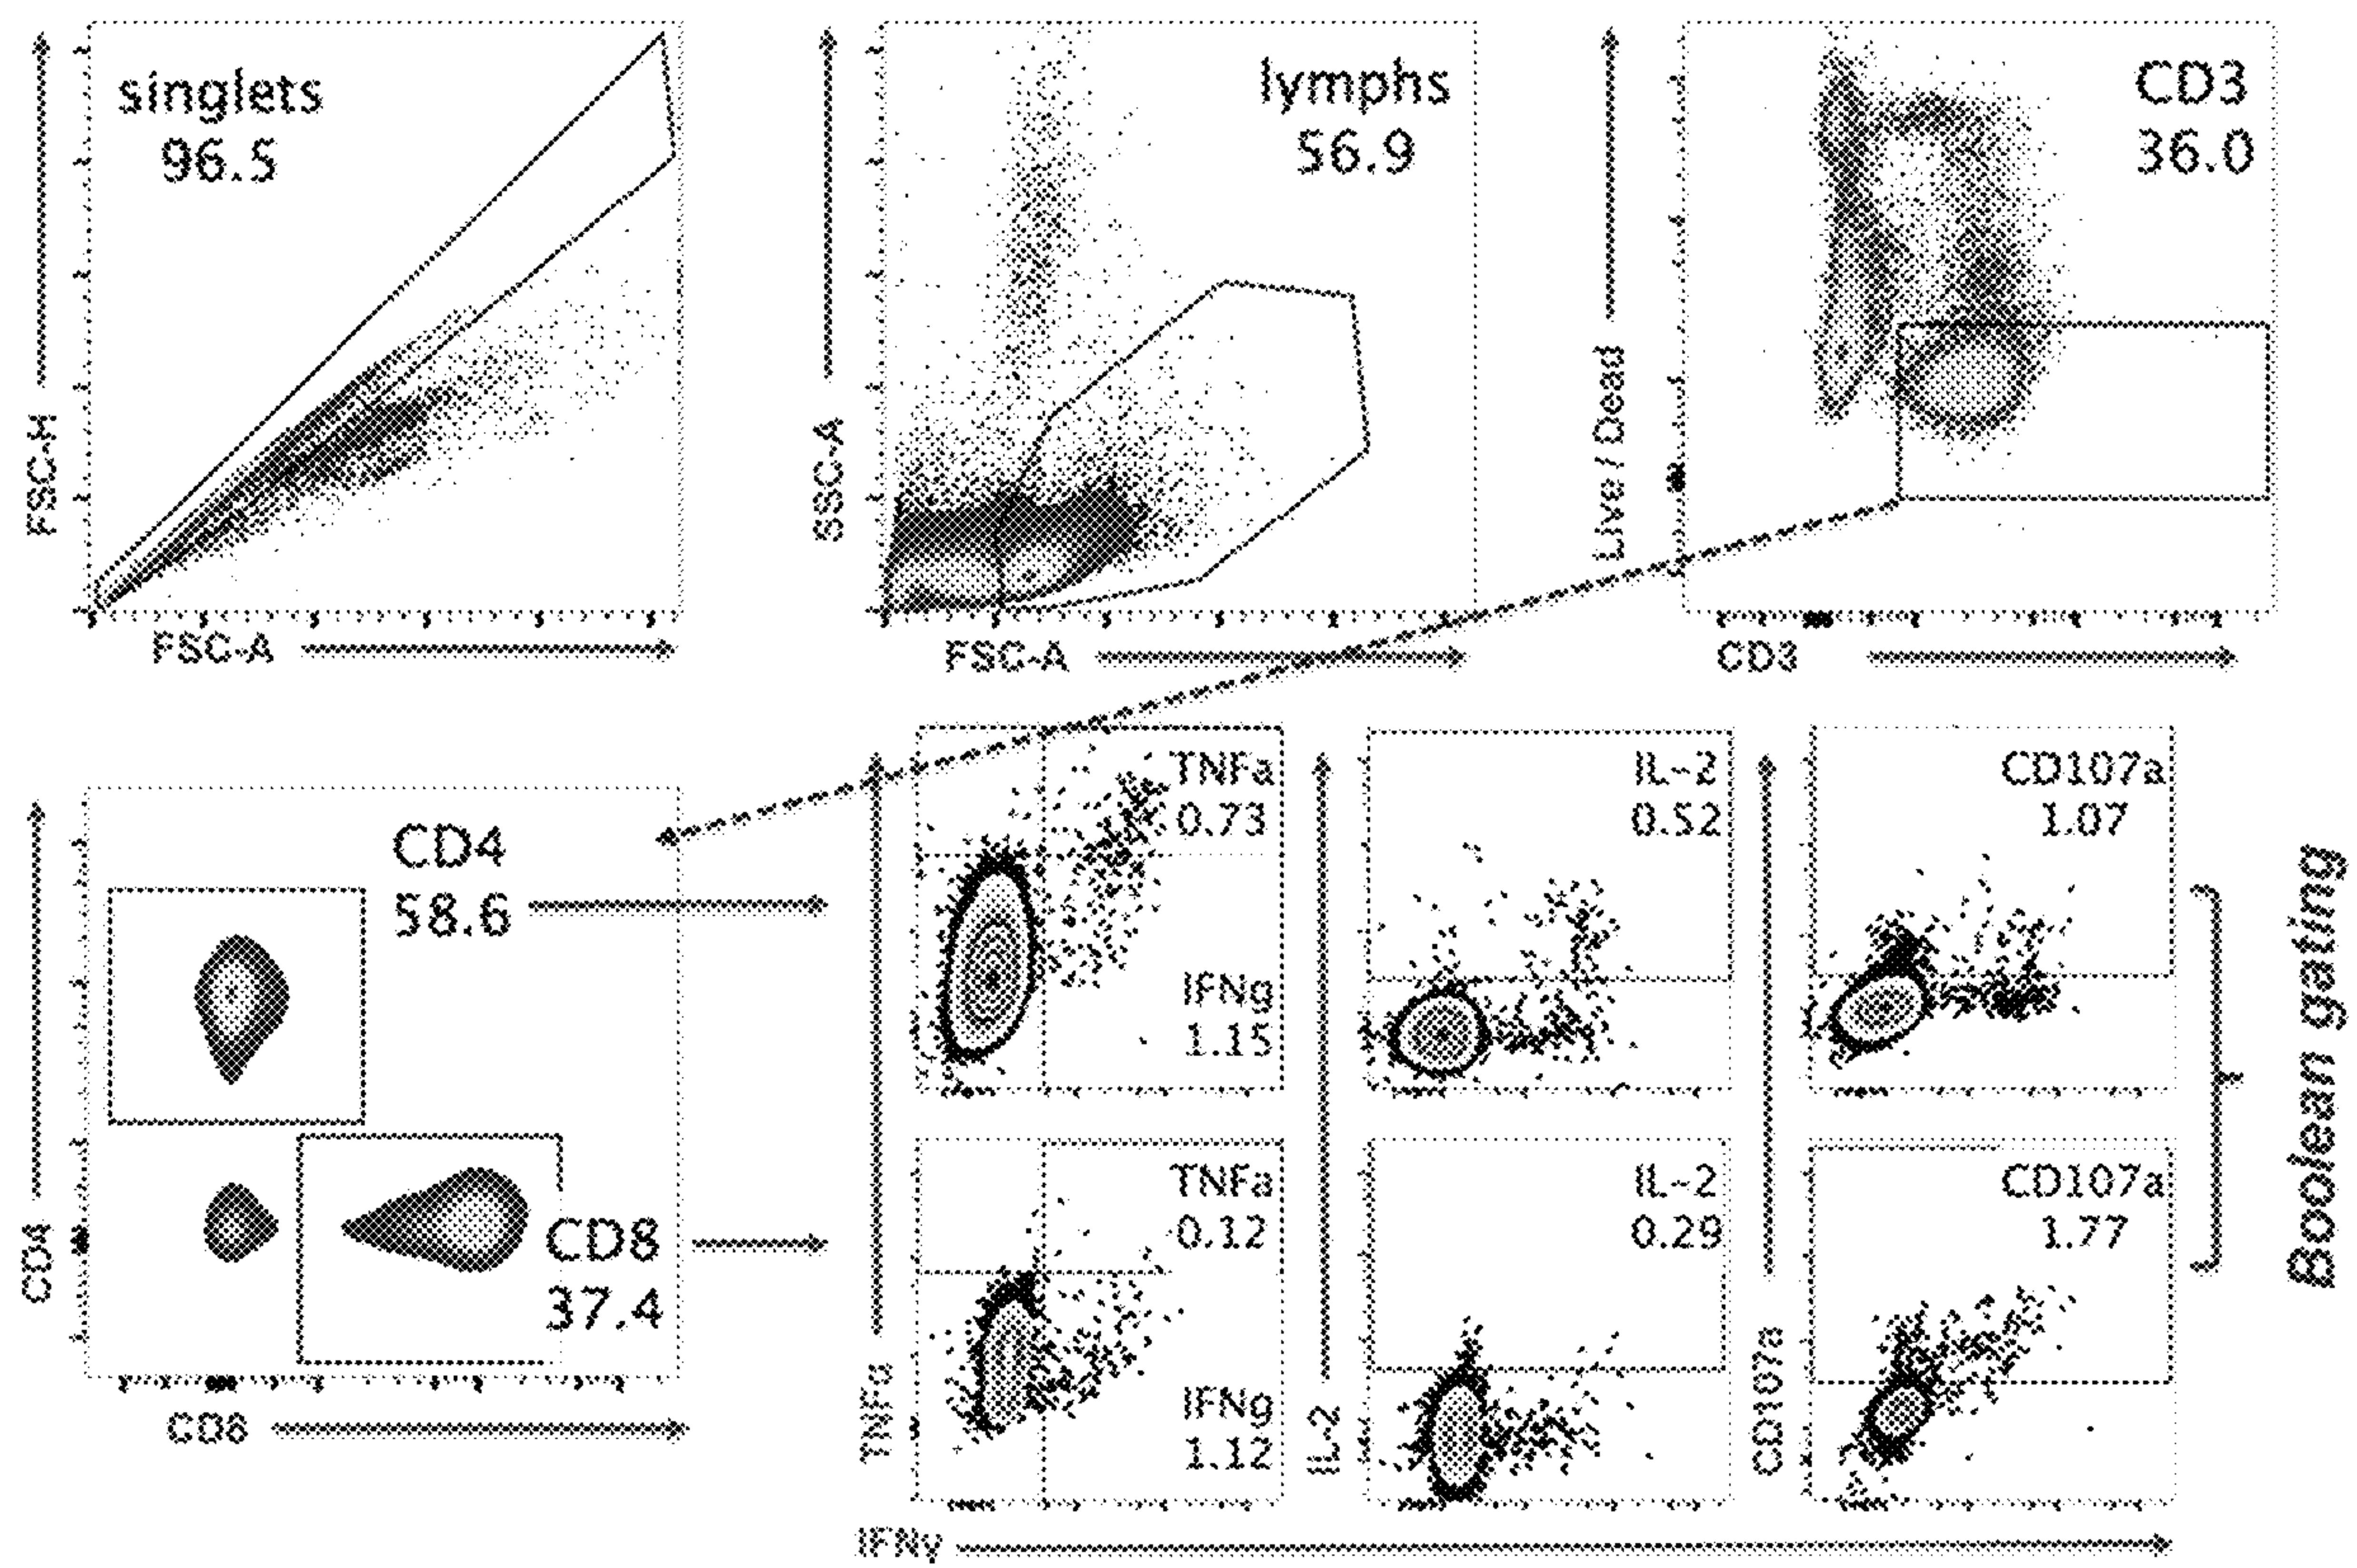 singlets
96.5
FSC-H
FSC-A
lymphs
56.9
SSC-A
FSC-A
CD3
36.0
Live / Dead
CD3
CD4
58.6
CD8
37.4
CD4
CD8
TNFa
0.73
IFNg
1.15
IL-2
0.52
CD107a
1.07
TNFa
0.12
IFNg
1.12
IL-2
0.29
CD107a
1.77
TNFα
IL-2
CD107a
IFNγ
Boolean gating